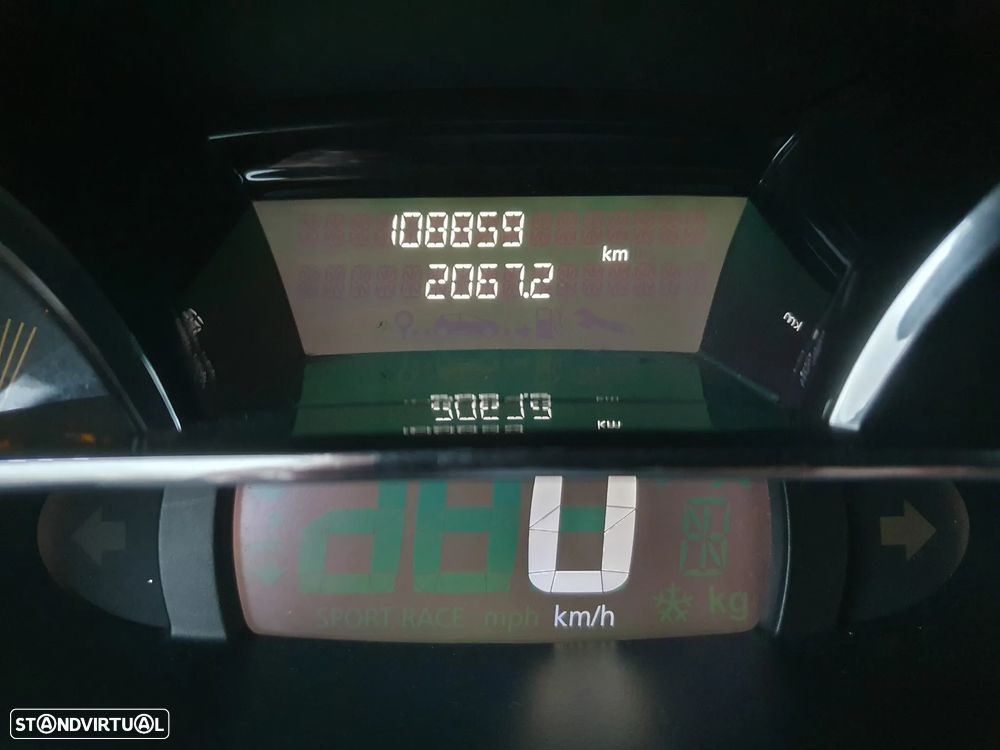 108859
km
2067.2
0
SPORT RACE mph km/h kg
STANDVIRTUAL